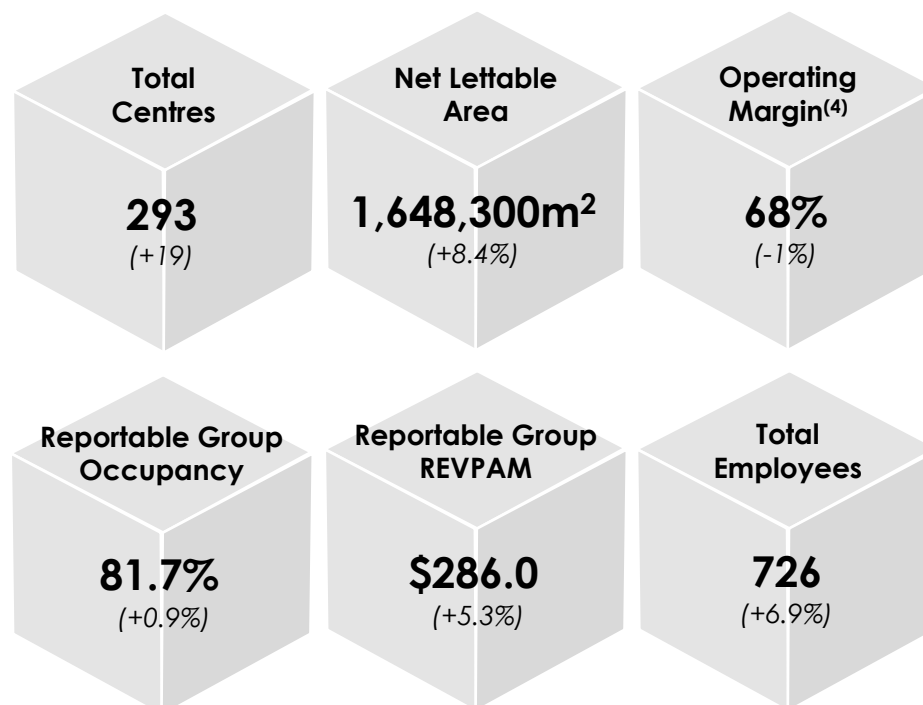 Total
Centres
293
(+19)
Net Lettable
Area
1,648,300m²
(+8.4%)
Operating
Margin⁽⁴⁾
68%
(-1%)
Reportable Group
Occupancy
81.7%
(+0.9%)
Reportable Group
REVPAM
$286.0
(+5.3%)
Total
Employees
726
(+6.9%)